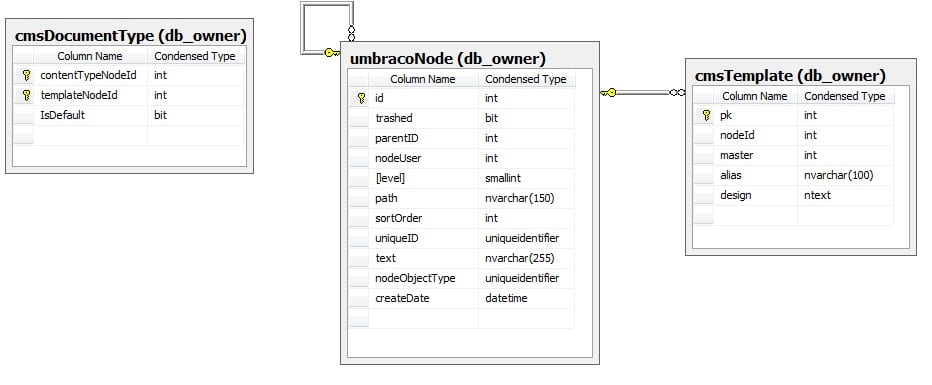 cmsDocumentType (db_owner)
Column Name Condensed Type
contentTypeNodeId int
templateNodeId int
IsDefault bit
umbracoNode (db_owner)
Column Name Condensed Type
id int
trashed bit
parentID int
nodeUser int
[level] smallint
path nvarchar(150)
sortOrder int
uniqueID uniqueidentifier
text nvarchar(255)
nodeObjectType uniqueidentifier
createDate datetime
cmsTemplate (db_owner)
Column Name Condensed Type
pk int
nodeId int
master int
alias nvarchar(100)
design ntext